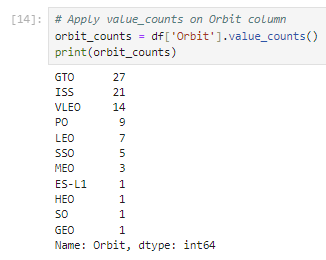 [14]: # Apply value_counts on Orbit column
orbit_counts = df['Orbit'].value_counts()
print(orbit_counts)
GTO 27
ISS 21
VLEO 14
PO 9
LEO 7
SSO 5
MEO 3
ES-L1 1
HEO 1
SO 1
GEO 1
Name: Orbit, dtype: int64